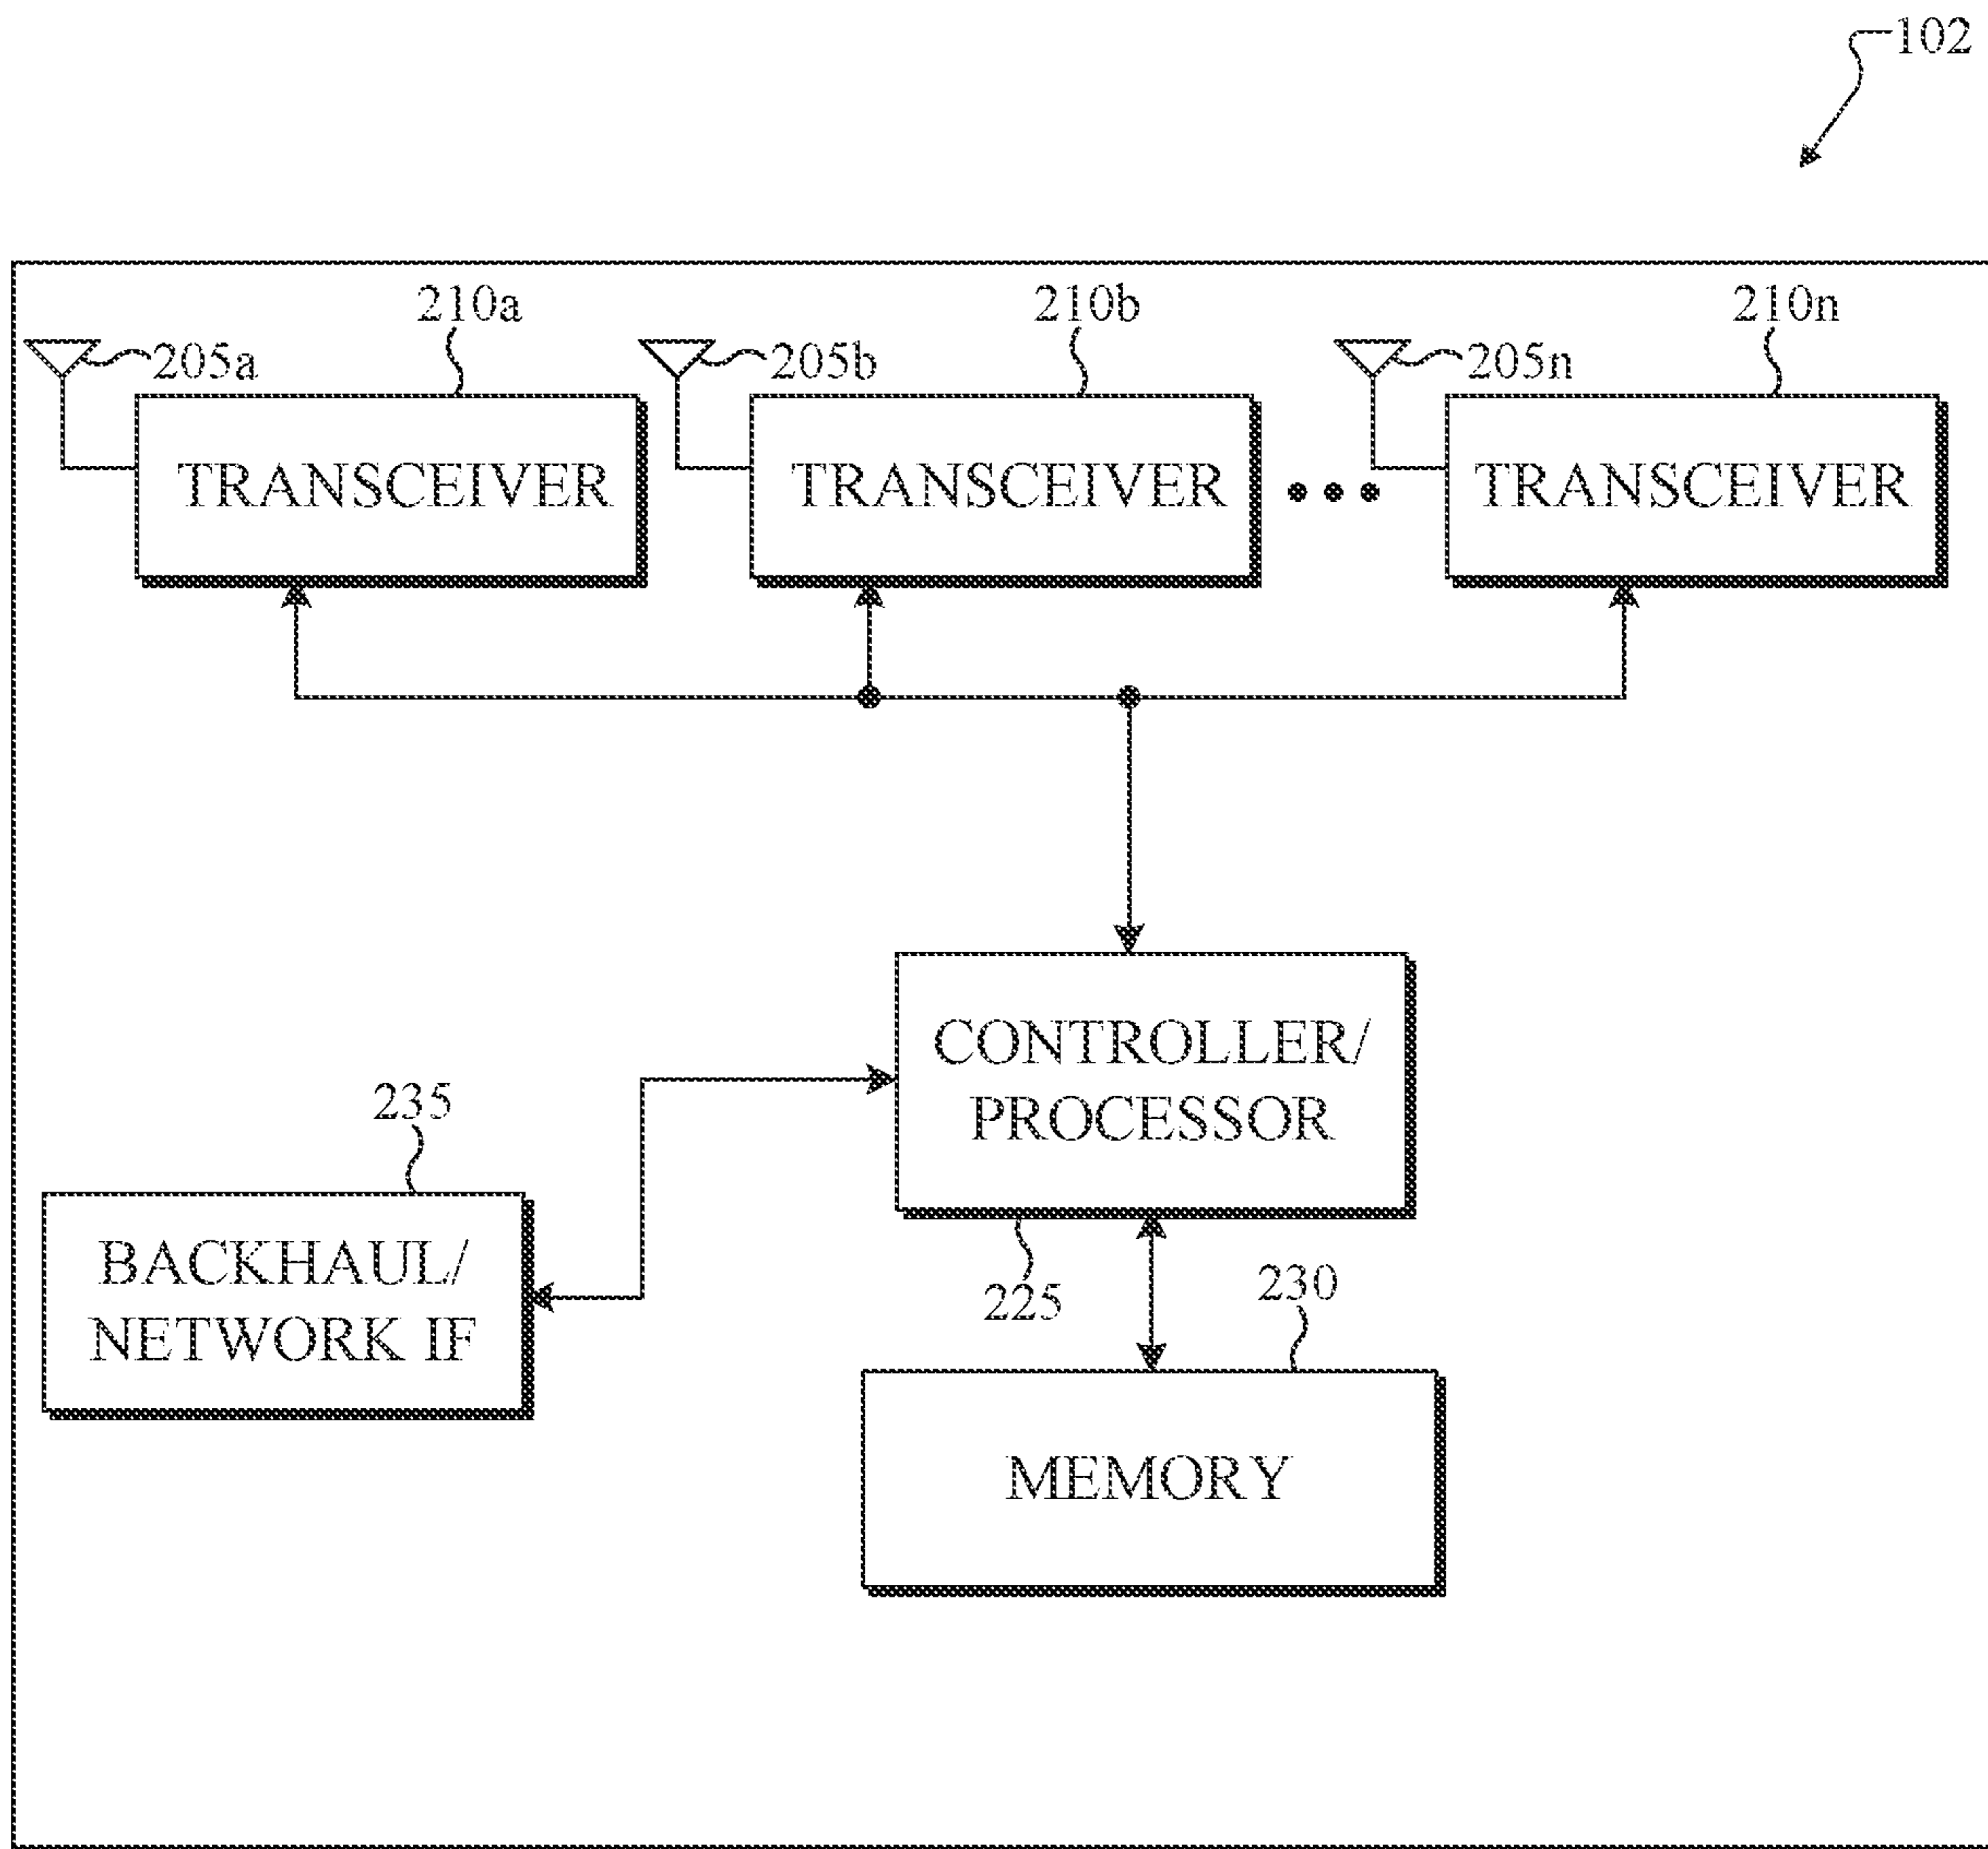 102
210a
210b
210n
205a
205b
205n
TRANSCEIVER
TRANSCEIVER
TRANSCEIVER
CONTROLLER/
PROCESSOR
235
BACKHAUL/
NETWORK IF
225
230
MEMORY